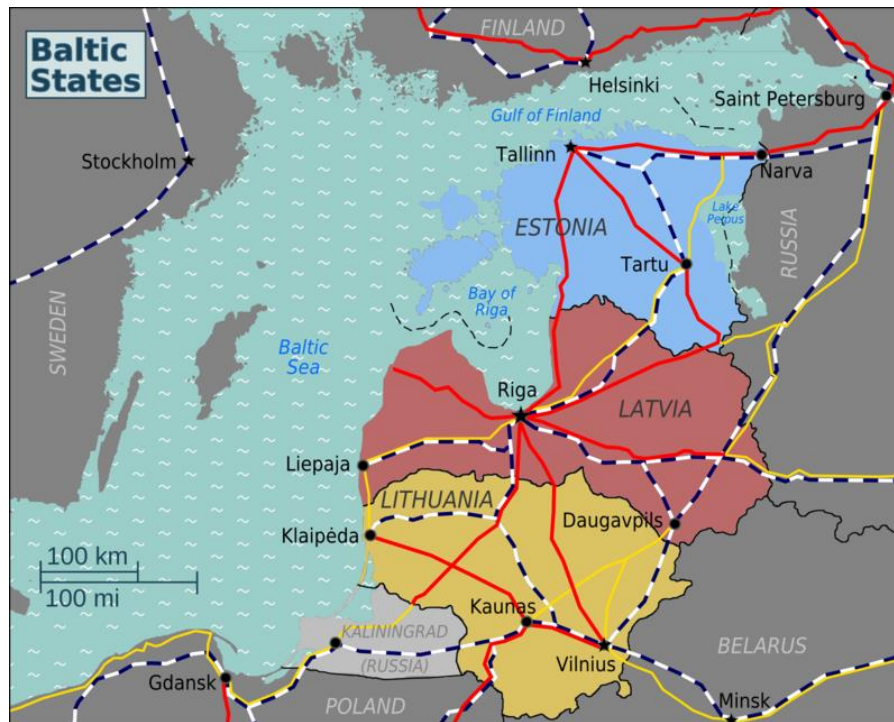 Baltic
States
FINLAND
Helsinki
Saint Petersburg
Gulf of Finland
Stockholm
Tallinn
Narva
ESTONIA
Lake
Peipus
RUSSIA
Tartu
Bay of
Riga
SWEDEN
Baltic
Sea
Riga
LATVIA
Liepaja
LITHUANIA
Klaipėda
Daugavpils
100 km
100 mi
Kaunas
KALININGRAD
(RUSSIA)
Vilnius
BELARUS
Gdansk
POLAND
Minsk